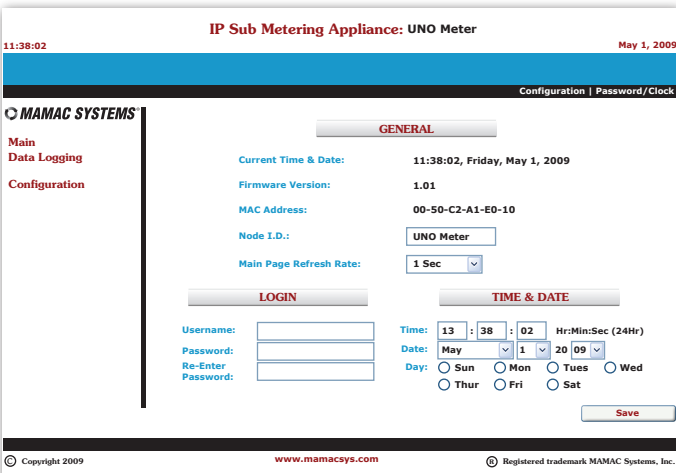 IP Sub Metering Appliance: UNO Meter
11:38:02
May 1, 2009
Configuration | Password/Clock
MAMAC SYSTEMS
Main
Data Logging
Configuration
GENERAL
Current Time & Date: 11:38:02, Friday, May 1, 2009
Firmware Version: 1.01
MAC Address: 00-50-C2-A1-E0-10
Node I.D.: UNO Meter
Main Page Refresh Rate: 1 Sec
LOGIN
Username:
Password:
Re-Enter
Password:
TIME & DATE
Time: 13 : 38 : 02 Hr:Min:Sec (24Hr)
Date: May 1 20 09
Day: Sun Mon Tues Wed
Thur Fri Sat
Save
© Copyright 2009
www.mamacsys.com
® Registered trademark MAMAC Systems, Inc.